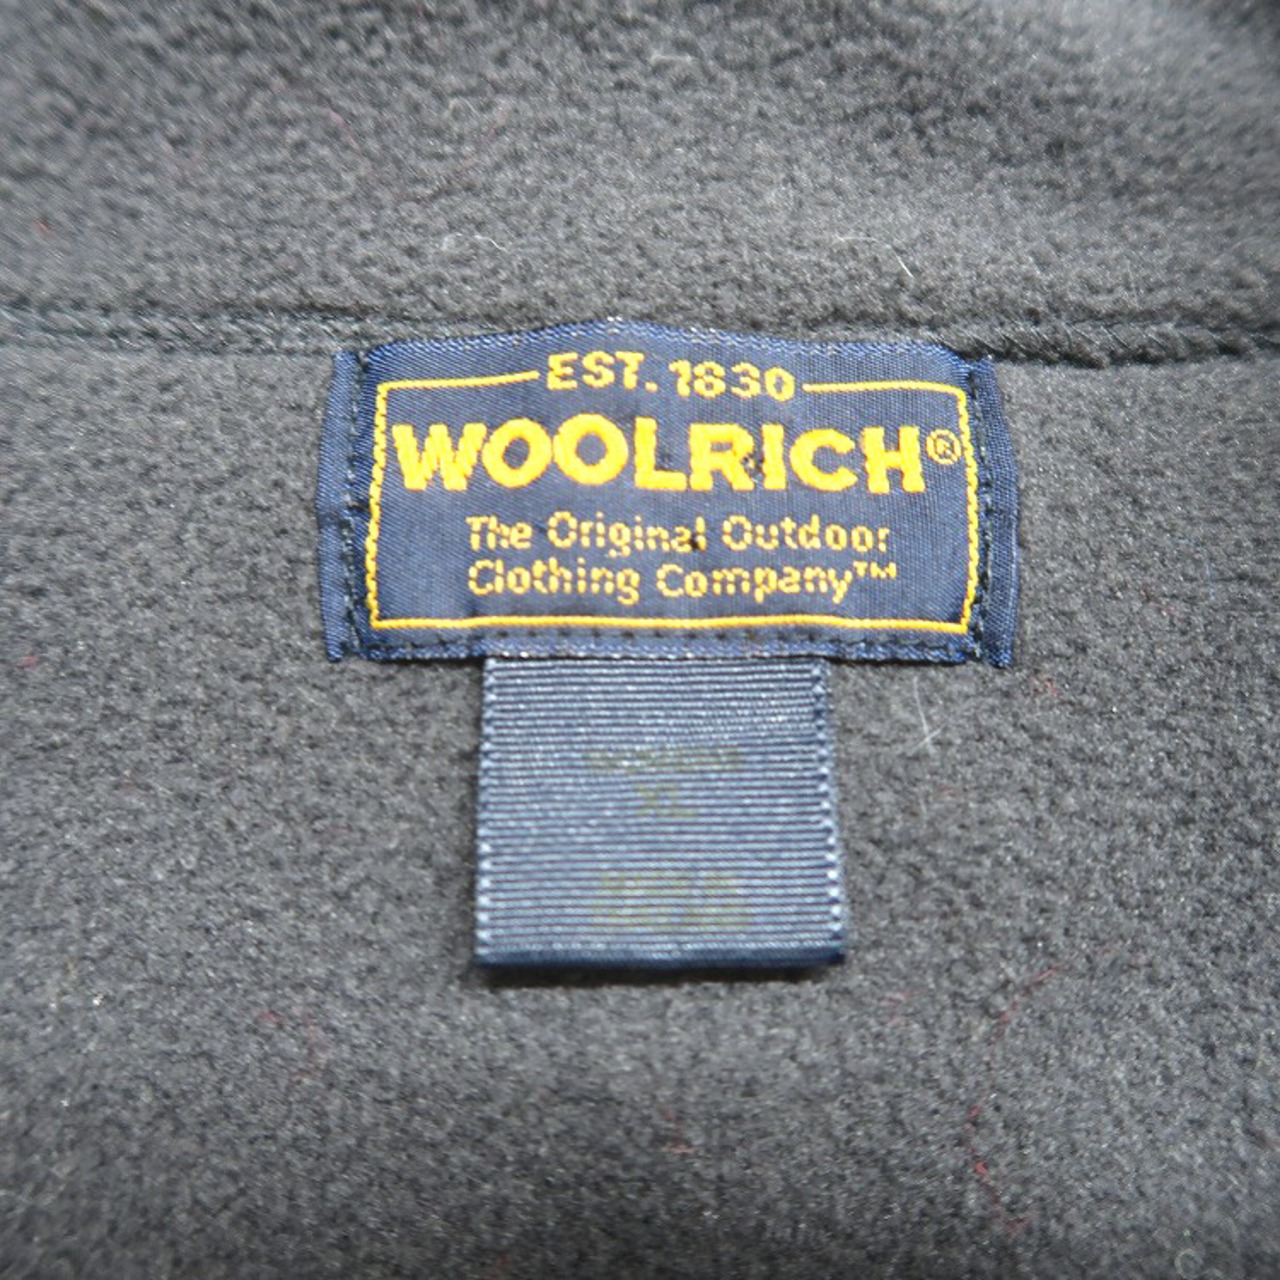 EST. 1830
WOOLRICH®
The Original Outdoor
Clothing Company™
XL